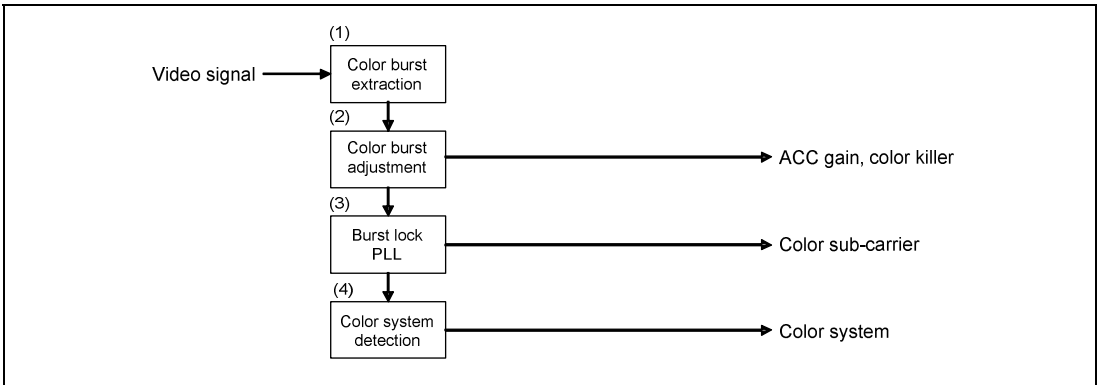 (1)
Video signal
Color burst
extraction
(2)
Color burst
adjustment
ACC gain, color killer
(3)
Burst lock
PLL
Color sub-carrier
(4)
Color system
detection
Color system